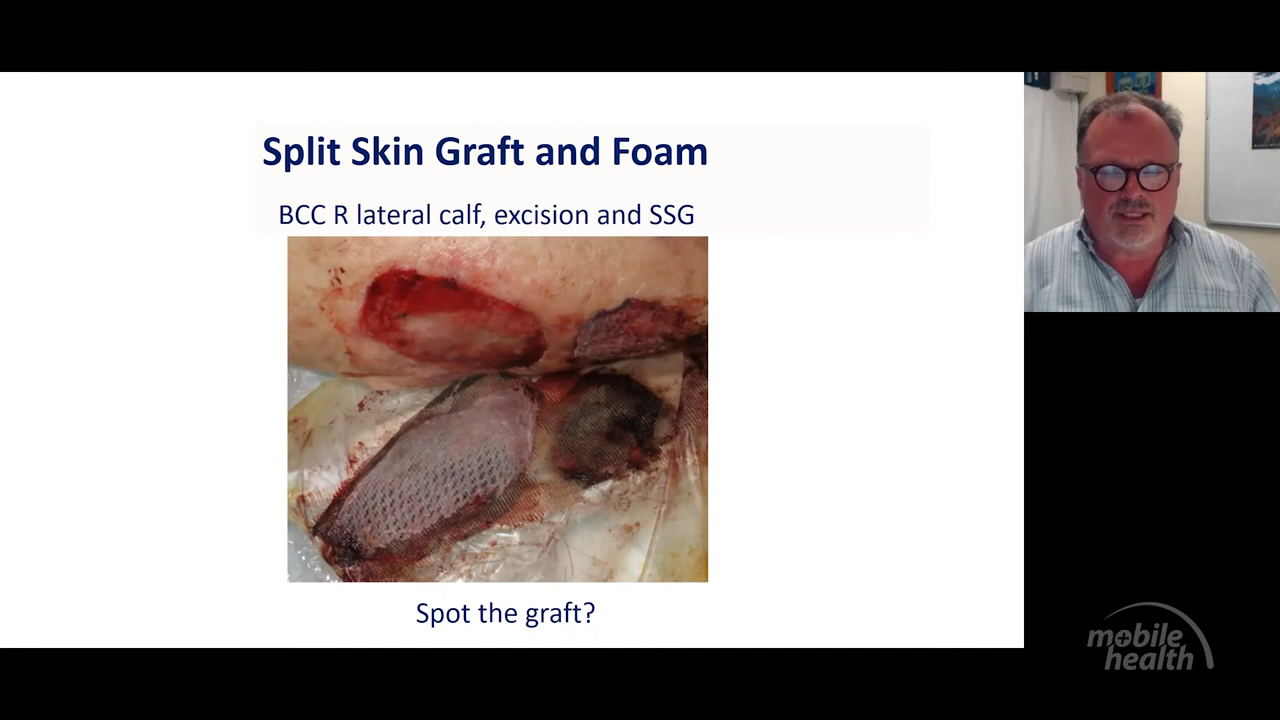 Split Skin Graft and Foam
BCC R lateral calf, excision and SSG
Spot the graft?
mobile
health